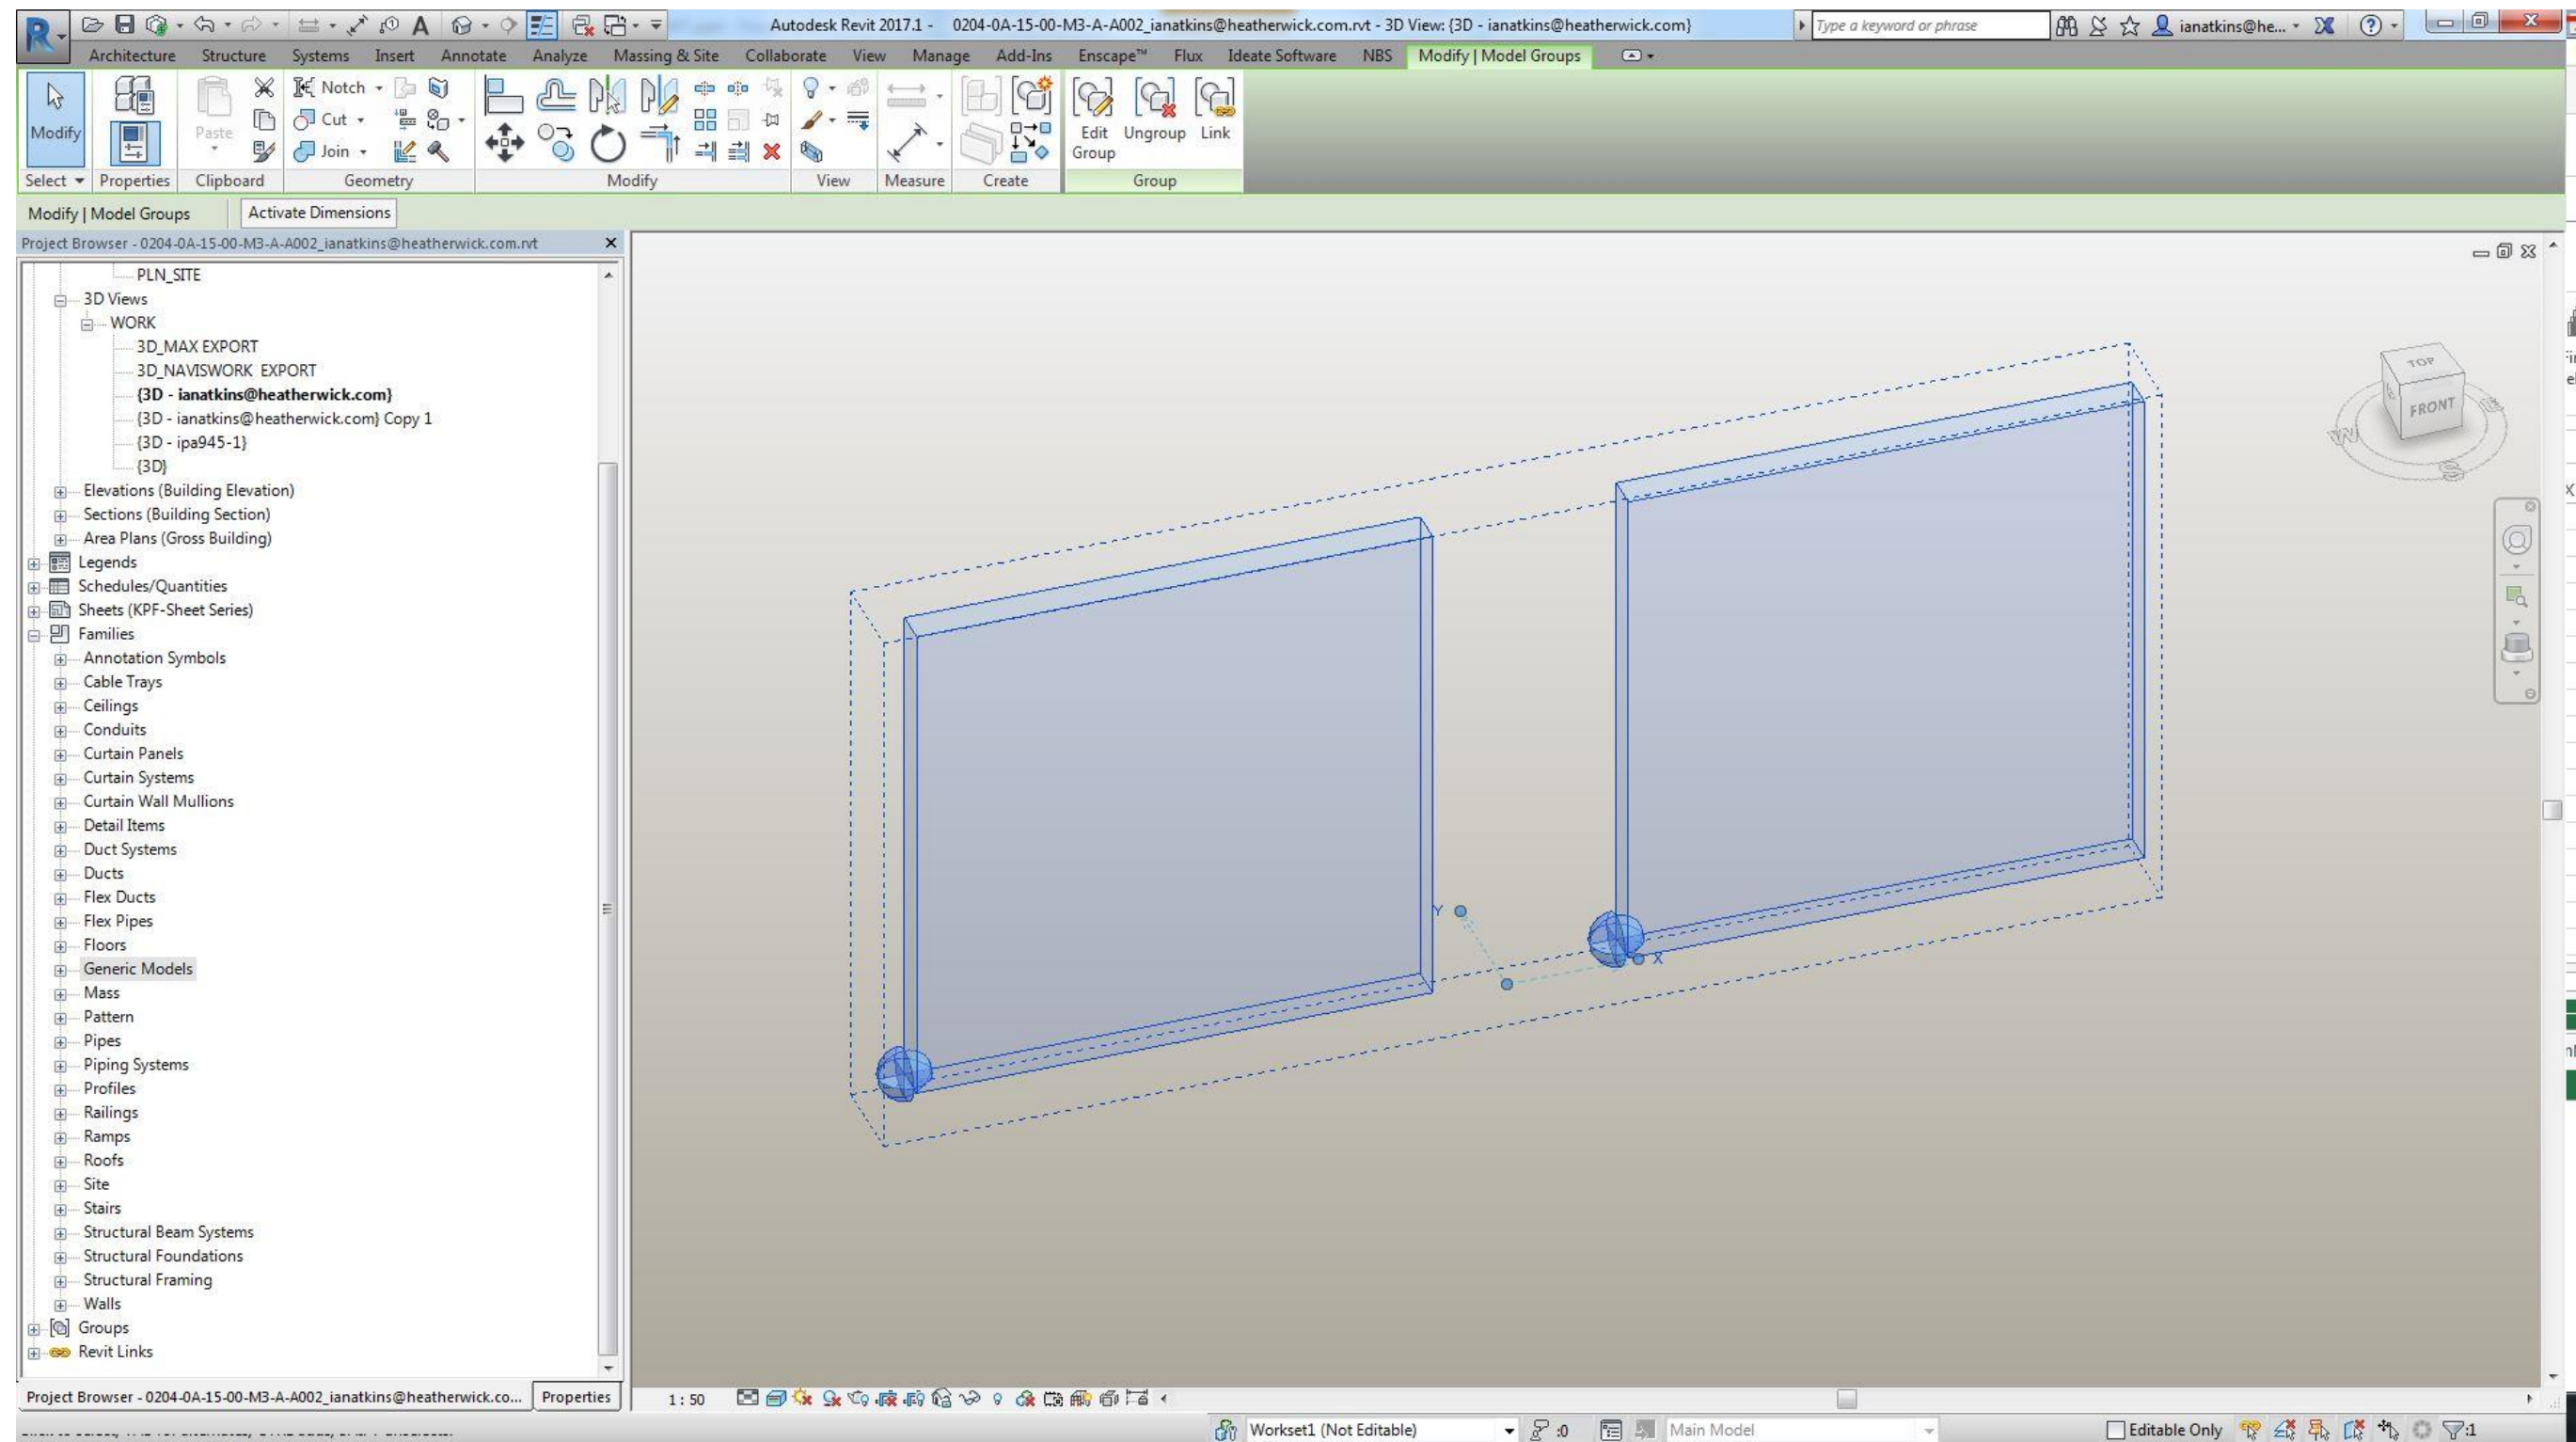 Autodesk Revit 2017.1 - 0204-0A-15-00-M3-A-A002_ianatkins@heatherwick.com.rvt - 3D View: {3D - ianatkins@heatherwick.com}
Type a keyword or phrase
ianatkins@he...
Architecture Structure Systems Insert Annotate Analyze Massing & Site Collaborate View Manage Add-Ins Enscape™ Flux Ideate Software NBS Modify | Model Groups
Modify
Paste
Notch
Cut
Join
Edit Group
Ungroup
Link
Select Properties Clipboard Geometry Modify View Measure Create Group
Modify | Model Groups Activate Dimensions
Project Browser - 0204-0A-15-00-M3-A-A002_ianatkins@heatherwick.com.rvt
PLN_SITE
3D Views
WORK
3D_MAX EXPORT
3D_NAVISWORK EXPORT
{3D - ianatkins@heatherwick.com}
{3D - ianatkins@heatherwick.com} Copy 1
{3D - ipa945-1}
{3D}
Elevations (Building Elevation)
Sections (Building Section)
Area Plans (Gross Building)
Legends
Schedules/Quantities
Sheets (KPF-Sheet Series)
Families
Annotation Symbols
Cable Trays
Ceilings
Conduits
Curtain Panels
Curtain Systems
Curtain Wall Mullions
Detail Items
Duct Systems
Ducts
Flex Ducts
Flex Pipes
Floors
Generic Models
Mass
Pattern
Pipes
Piping Systems
Profiles
Railings
Ramps
Roofs
Site
Stairs
Structural Beam Systems
Structural Foundations
Structural Framing
Walls
Groups
Revit Links
TOP
FRONT
W
S
Y
X
Project Browser - 0204-0A-15-00-M3-A-A002_ianatkins@heatherwick.co... Properties
1 : 50
Workset1 (Not Editable)
:0
Main Model
Editable Only
:1